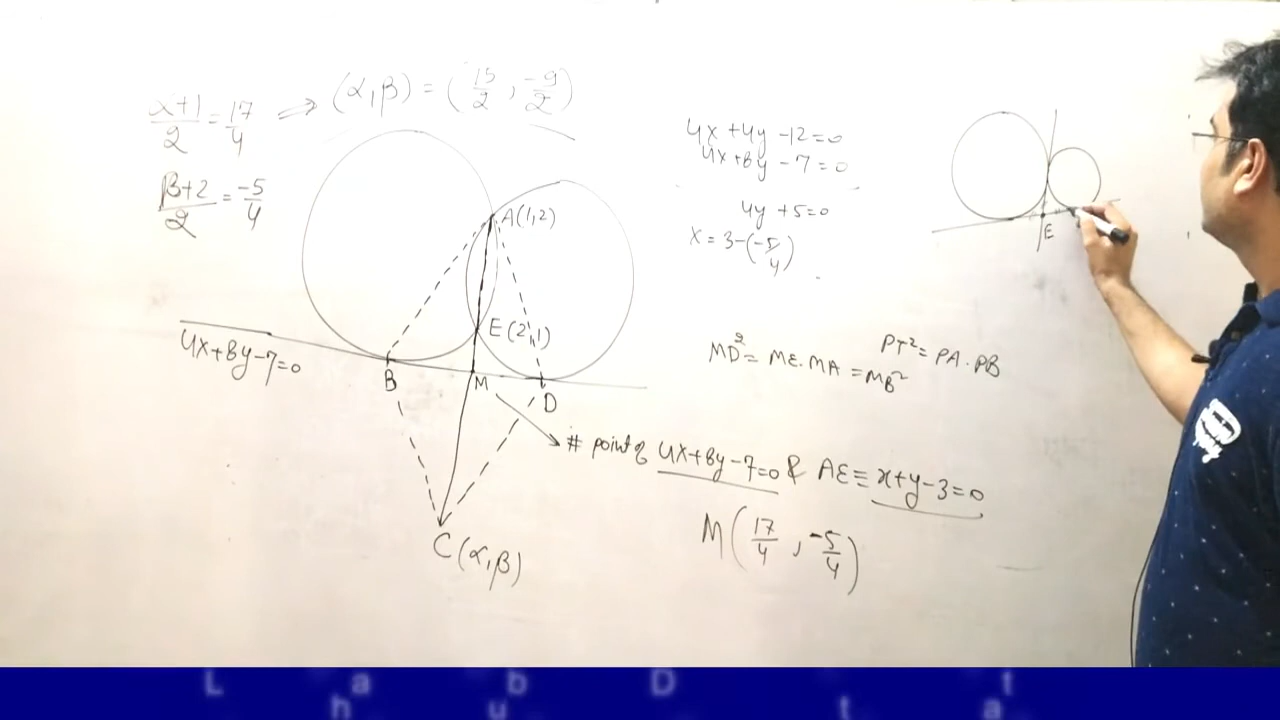 (α,β) = (15/2, -9/2)
α+1/2 = 17/4 ⇒
β+2/2 = -5/4
4x+4y-12=0
4x+8y-7=0
4y+5=0
x=3-(-5/4)
A(1,2)
E(2,1)
4x+8y-7=0
B
M
D
C(α,β)
E
MD²= ME.MA = MB²
PT²= PA.PB
# point of 4x+8y-7=0 & AE≡ x+y-3=0
M(17/4, -5/4)
L a b D t
h u t a